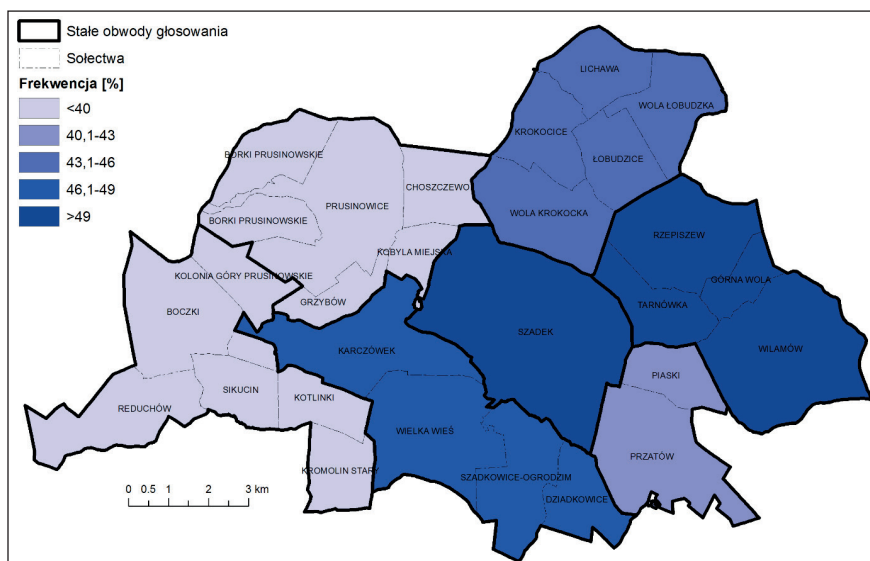 Stałe obwody głosowania
Sołectwa
Frekwencja [%]
<40
40,1-43
43,1-46
46,1-49
>49
LICHAWA
WOLA ŁOBUDZKA
KROKOCICE
ŁOBUDZICE
BORKI PRUSINOWSKIE
CHOSZCZEWO
PRUSINOWICE
BORKI PRUSINOWSKIE
WOLA KROKOCKA
RZEPISZEW
KOBYLA MIEJSKA
KOLONIA GÓRY PRUSINOWSKIE
GÓRNA WOLA
GRZYBÓW
TARNÓWKA
BOCZKI
SZADEK
WILAMÓW
KARCZÓWEK
PIASKI
SIKUCIN
KOTLINKI
REDUCHÓW
WIELKA WIEŚ
PRZATÓW
KROMOLIN STARY
SZADKOWICE-OGRODZIM
DZIADKOWICE
0 0.5 1 2 3 km